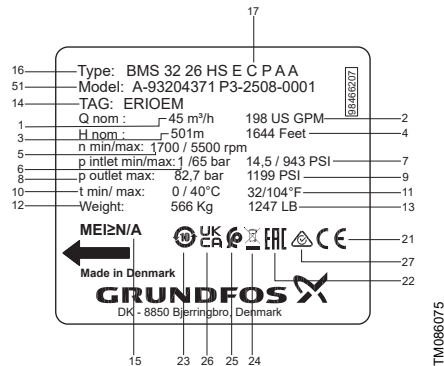 17
16 Type: BMS 32 26 HS E C P A A
51 Model: A-93204371 P3-2508-0001
14 TAG: ERIOEM
98466207
1 Q nom : 45 m³/h 198 US GPM 2
3 H nom : 501m 1644 Feet 4
5 n min/max: 1700 / 5500 rpm
6 p intlet min/max: 1 /65 bar 14,5 / 943 PSI 7
8 p outlet max: 82,7 bar 1199 PSI 9
10 t min/ max: 0 / 40°C 32/104°F 11
12 Weight: 566 Kg 1247 LB 13
MEI≥N/A
10 UK CA EAC CE 21
27
22
Made in Denmark
GRUNDFOS
DK - 8850 Bjerringbro, Denmark
15 23 26 25 24
TM086075